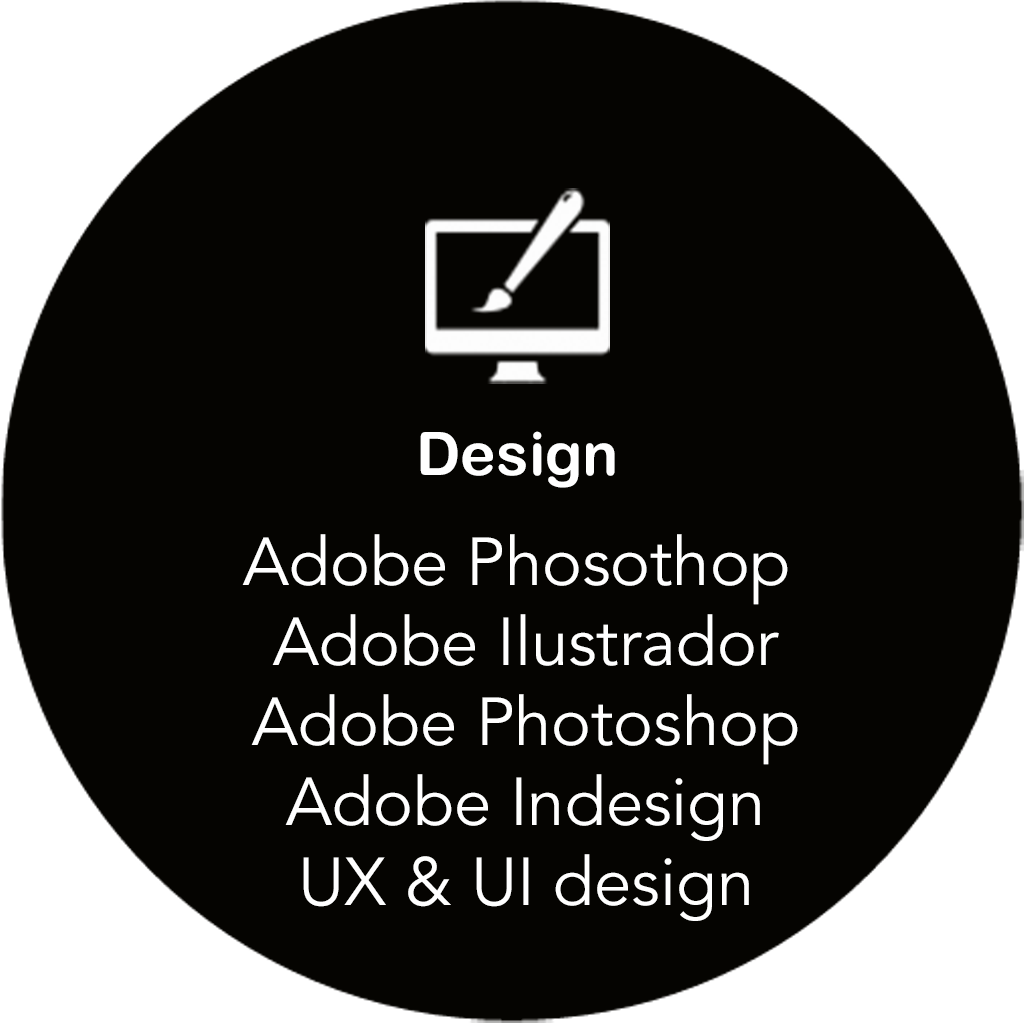 Design
Adobe Phosothop
Adobe Ilustrador
Adobe Photoshop
Adobe Indesign
UX & UI design